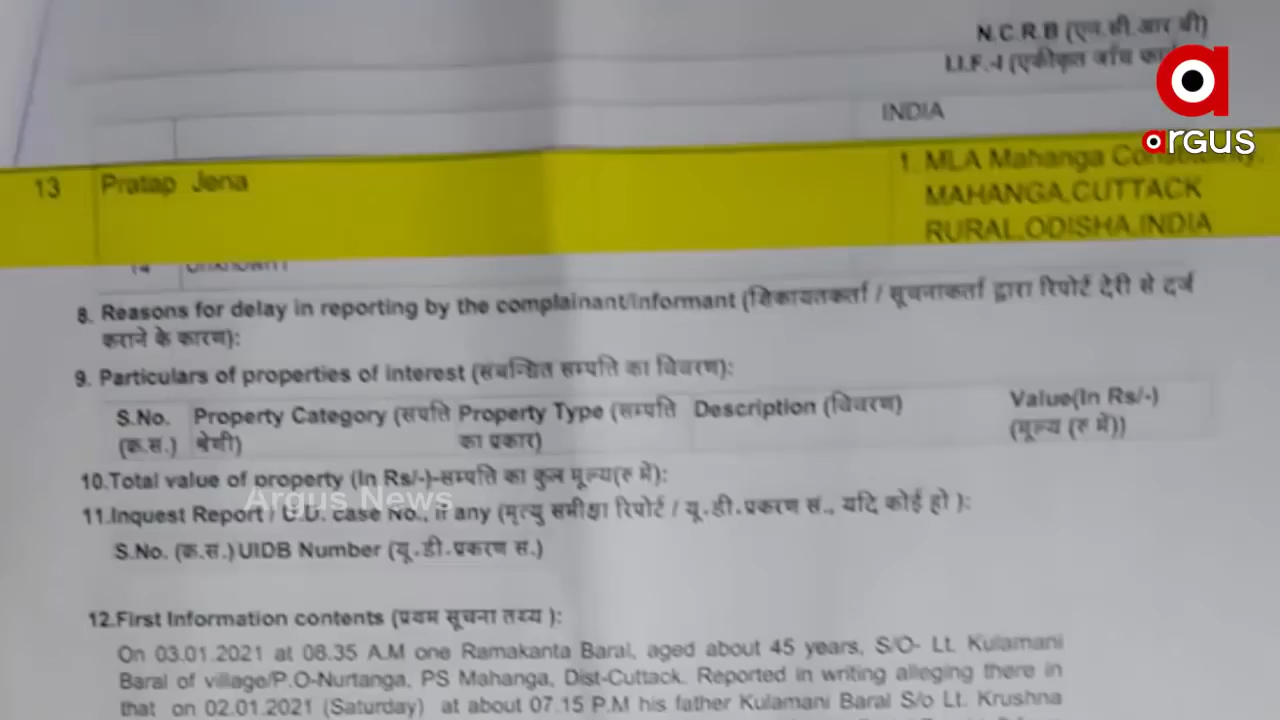 N.C.R.B (एन.सी.आर.बी)
I.I.F.-I (एकीकृत जाँच
argus
INDIA
13 Pratap Jena 1. MLA Mahanga
MAHANGA,CUTTACK
RURAL,ODISHA,INDIA
14
8. Reasons for delay in reporting by the complainant/informant (शिकायतकर्ता / सूचनाकर्ता द्वारा रिपोर्ट देरी से दर्ज
कराने के कारण):
9. Particulars of properties of interest (संबन्धित सम्पत्ति का विवरण):
S.No. Property Category (संपत्ति Property Type (सम्पत्ति Description (विवरण) Value(In Rs/-)
(क्र.सं.) श्रेणी) का प्रकार) (मूल्य (रु में))
10.Total value of property (In Rs/-)-सम्पत्ति का कुल मूल्य(रु में):
Argus News
11.Inquest Report / U.D. case No., if any (मृत्यु समीक्षा रिपोर्ट / यू.डी.प्रकरण सं., यदि कोई हो ):
S.No. (क्र.सं.) UIDB Number (यू.डी.प्रकरण सं.)
12.First Information contents (प्रथम सूचना तथ्य ):
On 03.01.2021 at 08.35 A.M one Ramakanta Baral, aged about 45 years, S/O- Lt. Kulamani
Baral of village/P.O-Nurtanga, PS Mahanga, Dist-Cuttack. Reported in writing alleging there in
that on 02.01.2021 (Saturday) at about 07.15 P.M his father Kulamani Baral S/o Lt. Krushna